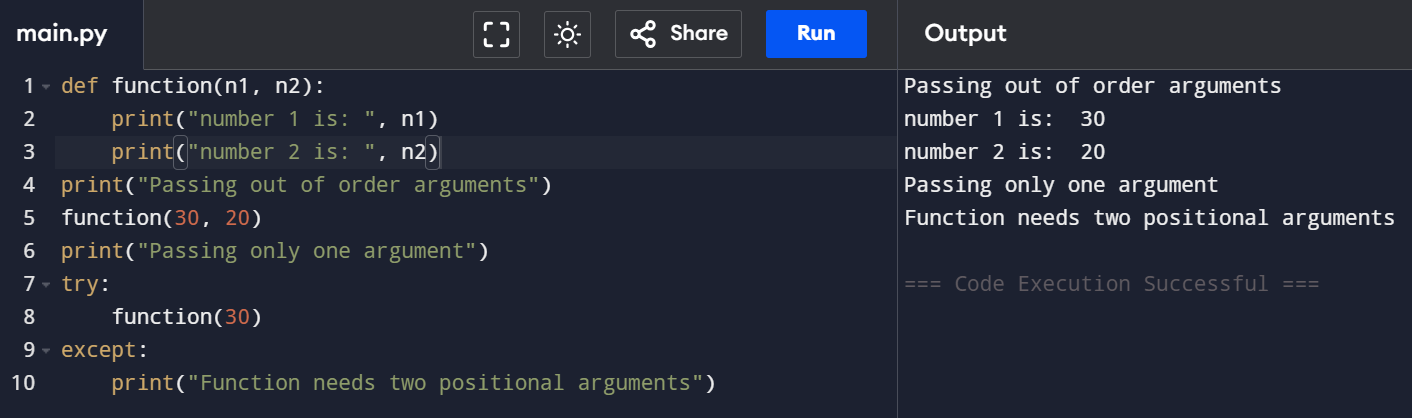 main.py
Share
Run
Output
1 def function(n1, n2):
2     print("number 1 is: ", n1)
3     print("number 2 is: ", n2)
4 print("Passing out of order arguments")
5 function(30, 20)
6 print("Passing only one argument")
7 try:
8     function(30)
9 except:
10     print("Function needs two positional arguments")
Passing out of order arguments
number 1 is:  30
number 2 is:  20
Passing only one argument
Function needs two positional arguments
=== Code Execution Successful ===